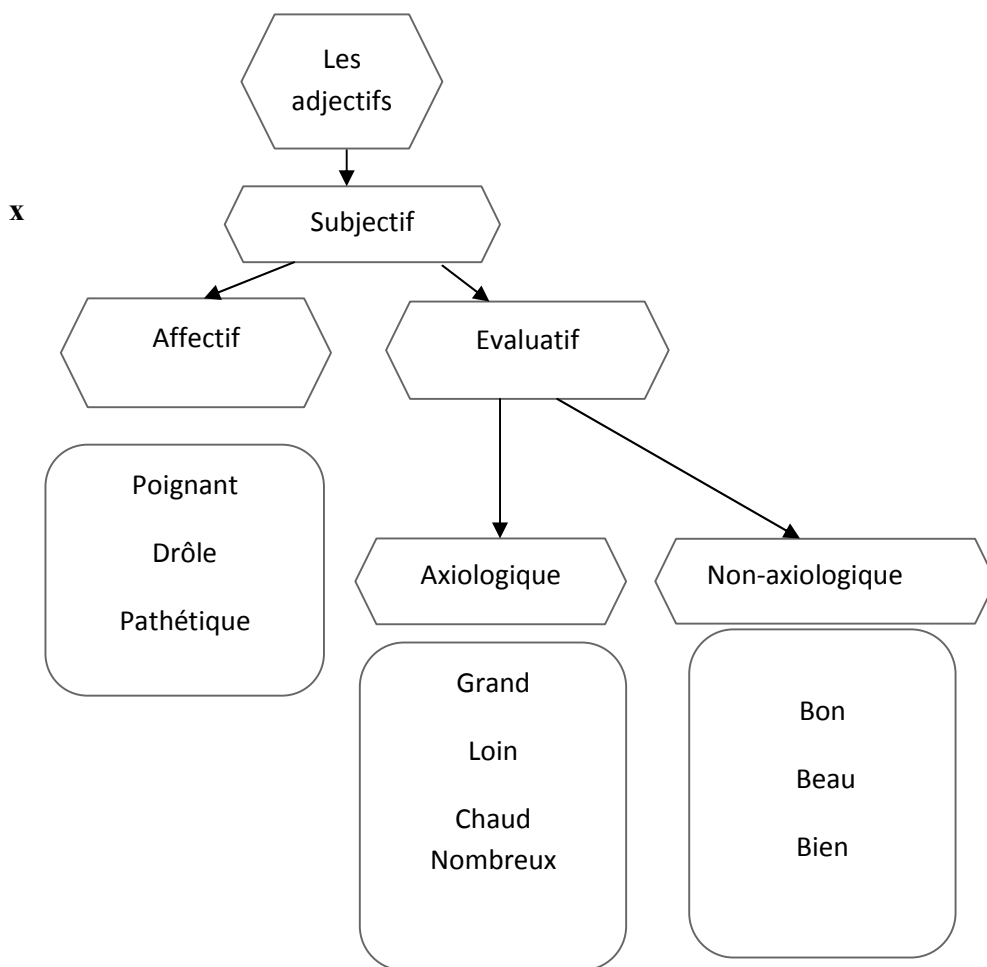 Les
adjectifs
x
Subjectif
Affectif
Evaluatif
Poignant
Drôle
Pathétique
Axiologique
Non-axiologique
Grand
Loin
Chaud
Nombreux
Bon
Beau
Bien